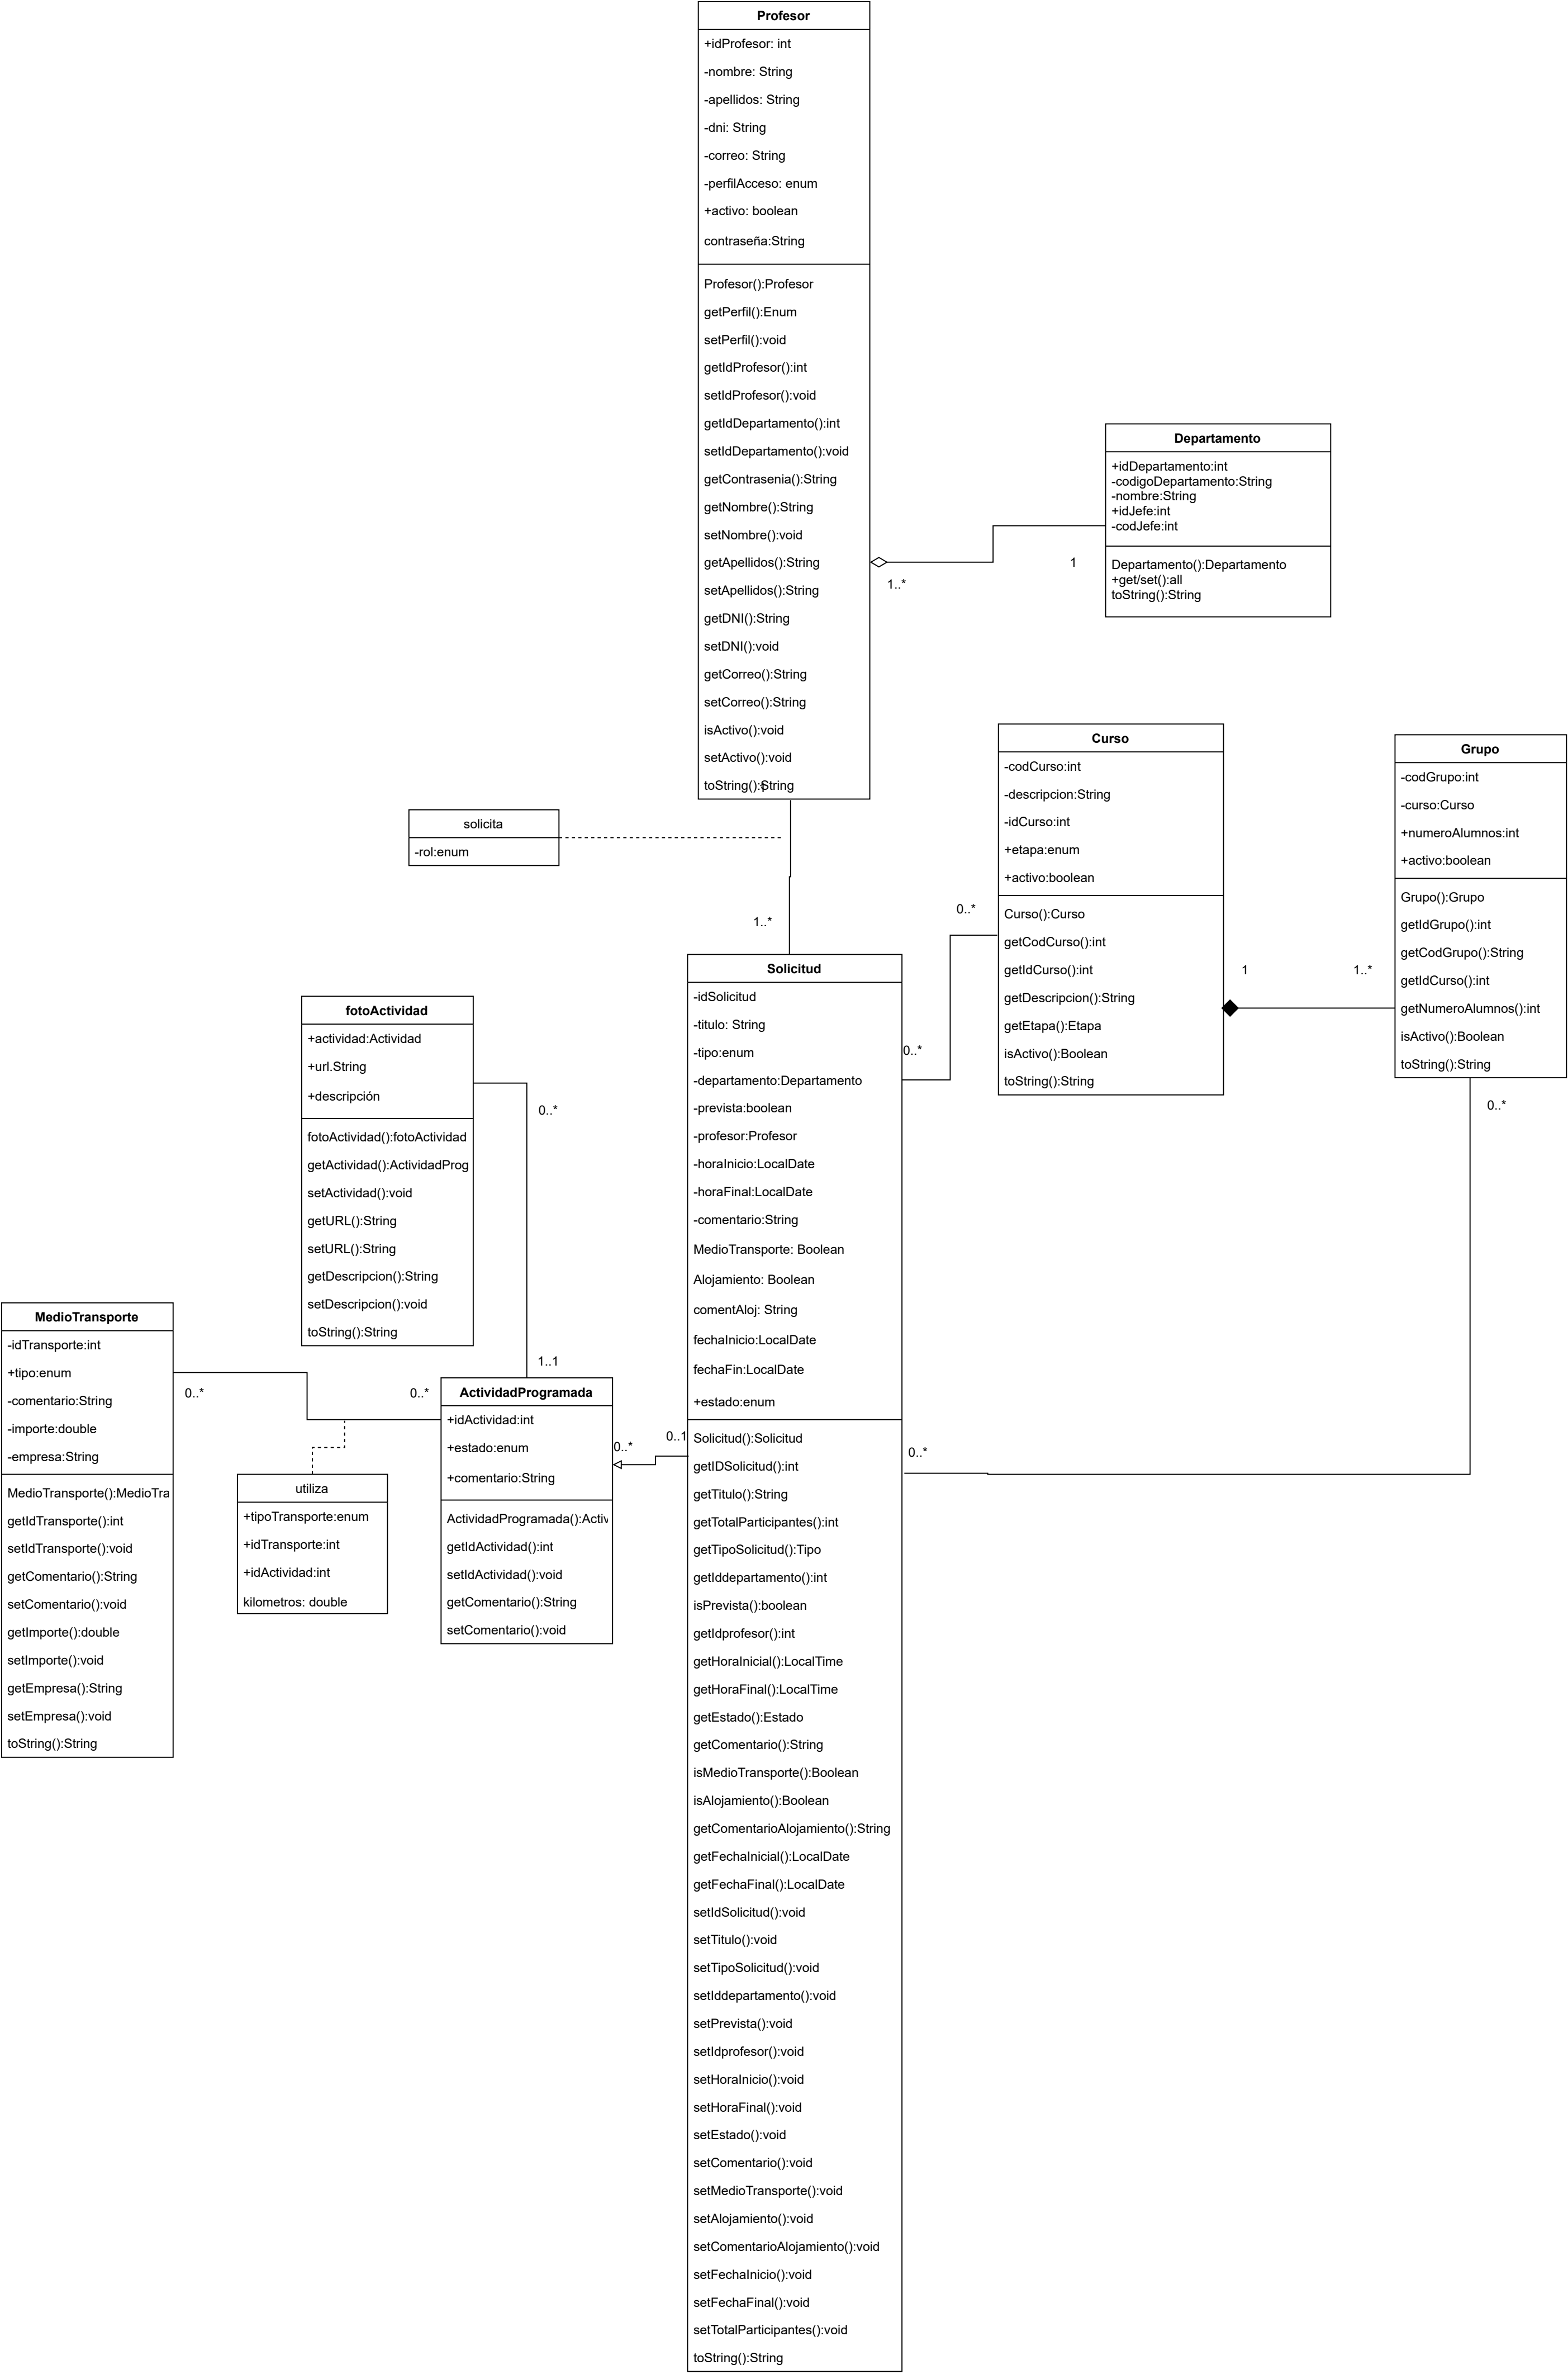 Profesor
+idProfesor: int
-nombre: String
-apellidos: String
-dni: String
-correo: String
-perfilAcceso: enum
+activo: boolean
contraseña:String
Profesor():Profesor
getPerfil():Enum
setPerfil():void
getIdProfesor():int
setIdProfesor():void
getIdDepartamento():int
setIdDepartamento():void
getContrasenia():String
getNombre():String
setNombre():void
getApellidos():String
setApellidos():String
getDNI():String
setDNI():void
getCorreo():String
setCorreo():String
isActivo():void
setActivo():void
toString():String
1..*
1
Departamento
+idDepartamento:int
-codigoDepartamento:String
-nombre:String
+idJefe:int
-codJefe:int
Departamento():Departamento
+get/set():all
toString():String
solicita
-rol:enum
1..*
Curso
-codCurso:int
-descripcion:String
-idCurso:int
+etapa:enum
+activo:boolean
Curso():Curso
getCodCurso():int
getIdCurso():int
getDescripcion():String
getEtapa():Etapa
isActivo():Boolean
toString():String
0..*
0..*
1
1..*
Grupo
-codGrupo:int
-curso:Curso
+numeroAlumnos:int
+activo:boolean
Grupo():Grupo
getIdGrupo():int
getCodGrupo():String
getIdCurso():int
getNumeroAlumnos():int
isActivo():Boolean
toString():String
0..*
0..*
fotoActividad
+actividad:Actividad
+url.String
+descripción
fotoActividad():fotoActividad
getActividad():ActividadProg
setActividad():void
getURL():String
setURL():String
getDescripcion():String
setDescripcion():void
toString():String
0..*
1..1
MedioTransporte
-idTransporte:int
+tipo:enum
-comentario:String
-importe:double
-empresa:String
MedioTransporte():MedioTra
getIdTransporte():int
setIdTransporte():void
getComentario():String
setComentario():void
getImporte():double
setImporte():void
getEmpresa():String
setEmpresa():void
toString():String
0..*
0..*
utiliza
+tipoTransporte:enum
+idTransporte:int
+idActividad:int
kilometros: double
ActividadProgramada
+idActividad:int
+estado:enum
+comentario:String
ActividadProgramada():Activ
getIdActividad():int
setIdActividad():void
getComentario():String
setComentario():void
0..*
0..1
Solicitud
-idSolicitud
-titulo: String
-tipo:enum
-departamento:Departamento
-prevista:boolean
-profesor:Profesor
-horaInicio:LocalDate
-horaFinal:LocalDate
-comentario:String
MedioTransporte: Boolean
Alojamiento: Boolean
comentAloj: String
fechaInicio:LocalDate
fechaFin:LocalDate
+estado:enum
Solicitud():Solicitud
getIDSolicitud():int
getTitulo():String
getTotalParticipantes():int
getTipoSolicitud():Tipo
getIddepartamento():int
isPrevista():boolean
getIdprofesor():int
getHoraInicial():LocalTime
getHoraFinal():LocalTime
getEstado():Estado
getComentario():String
isMedioTransporte():Boolean
isAlojamiento():Boolean
getComentarioAlojamiento():String
getFechaInicial():LocalDate
getFechaFinal():LocalDate
setIdSolicitud():void
setTitulo():void
setTipoSolicitud():void
setIddepartamento():void
setPrevista():void
setIdprofesor():void
setHoraInicio():void
setHoraFinal():void
setEstado():void
setComentario():void
setMedioTransporte():void
setAlojamiento():void
setComentarioAlojamiento():void
setFechaInicio():void
setFechaFinal():void
setTotalParticipantes():void
toString():String